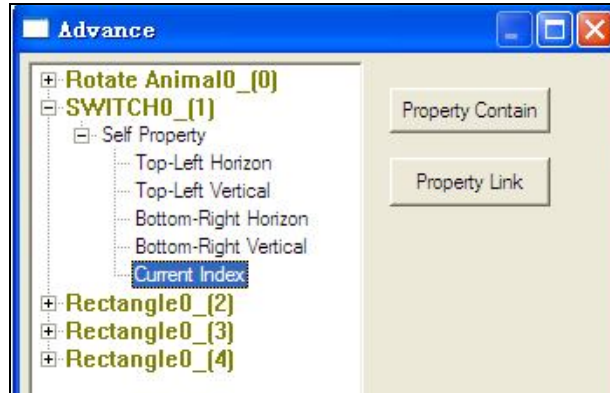 Advance
Rotate Animal0_(0)
SWITCH0_(1)
Self Property
Top-Left Horizon
Top-Left Vertical
Bottom-Right Horizon
Bottom-Right Vertical
Current Index
Rectangle0_(2)
Rectangle0_(3)
Rectangle0_(4)
Property Contain
Property Link